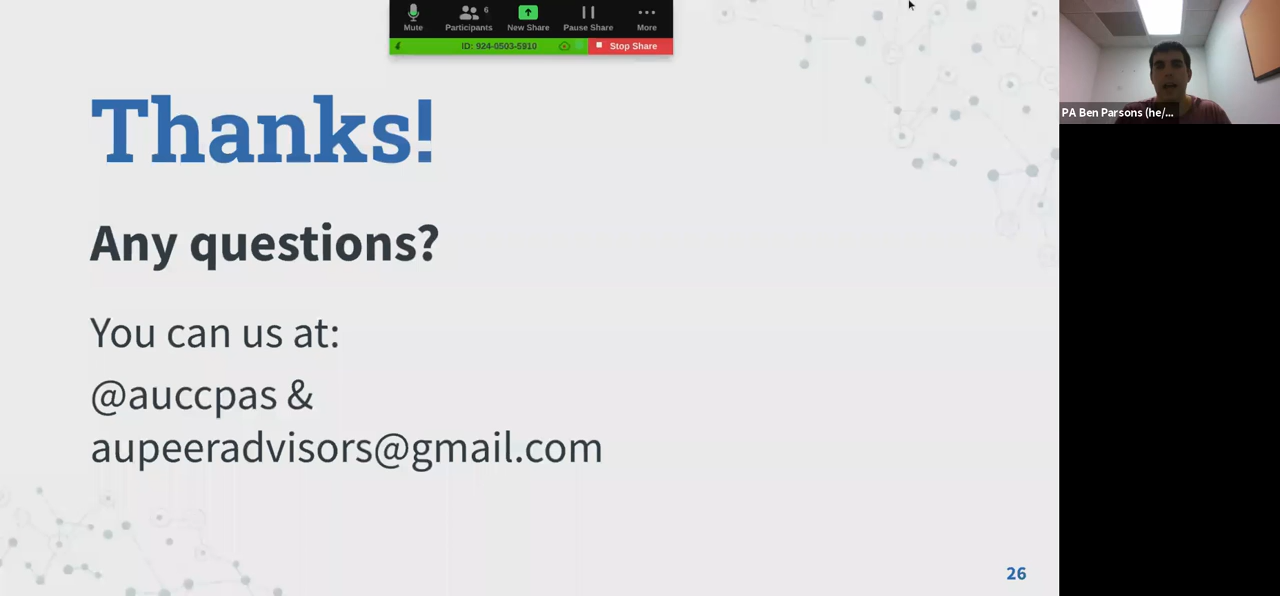 Mute
Participants
6
New Share
Pause Share
More
ID: 924-0503-5910
Stop Share
PA Ben Parsons (he/...
Thanks!
Any questions?
You can us at:
@auccpas &
aupeeradvisors@gmail.com
26